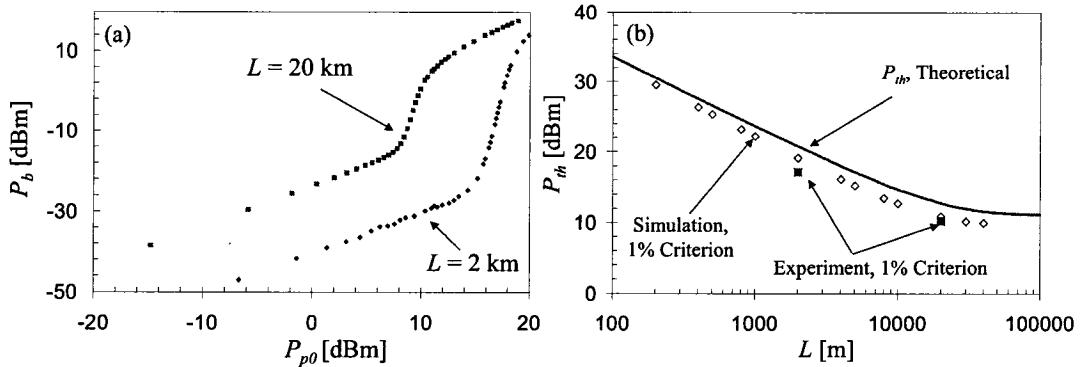 (a)
10
-10
-30
-50
P_b [dBm]
L = 20 km
L = 2 km
-20
-10
0
10
20
P_p0 [dBm]
(b)
40
30
20
10
0
P_th [dBm]
P_th, Theoretical
Simulation,
1% Criterion
Experiment, 1% Criterion
100
1000
10000
100000
L [m]